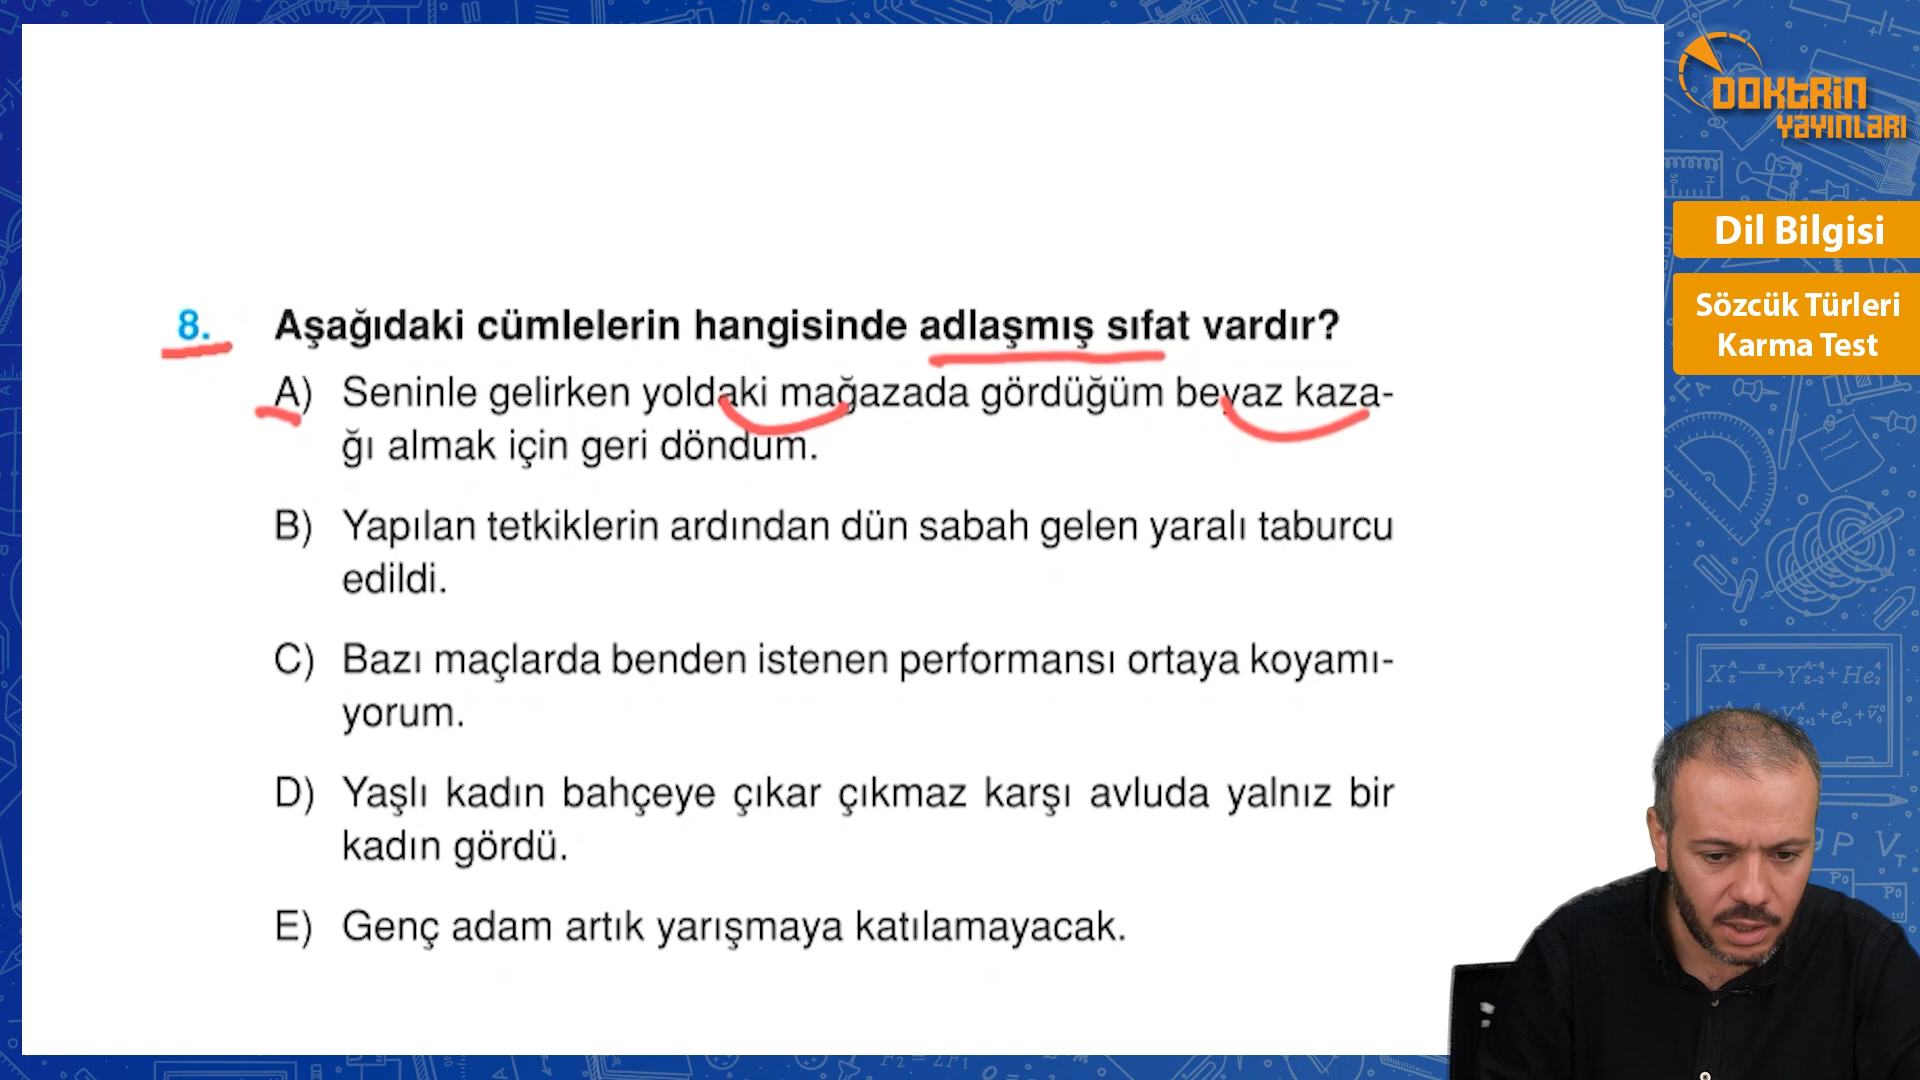 DOKTRİN
YAYINLARI
Dil Bilgisi
Sözcük Türleri
Karma Test
8. Aşağıdaki cümlelerin hangisinde adlaşmış sıfat vardır?
A) Seninle gelirken yoldaki mağazada gördüğüm beyaz kaza-
ğı almak için geri döndüm.
B) Yapılan tetkiklerin ardından dün sabah gelen yaralı taburcu
edildi.
C) Bazı maçlarda benden istenen performansı ortaya koyamı-
yorum.
D) Yaşlı kadın bahçeye çıkar çıkmaz karşı avluda yalnız bir
kadın gördü.
E) Genç adam artık yarışmaya katılamayacak.